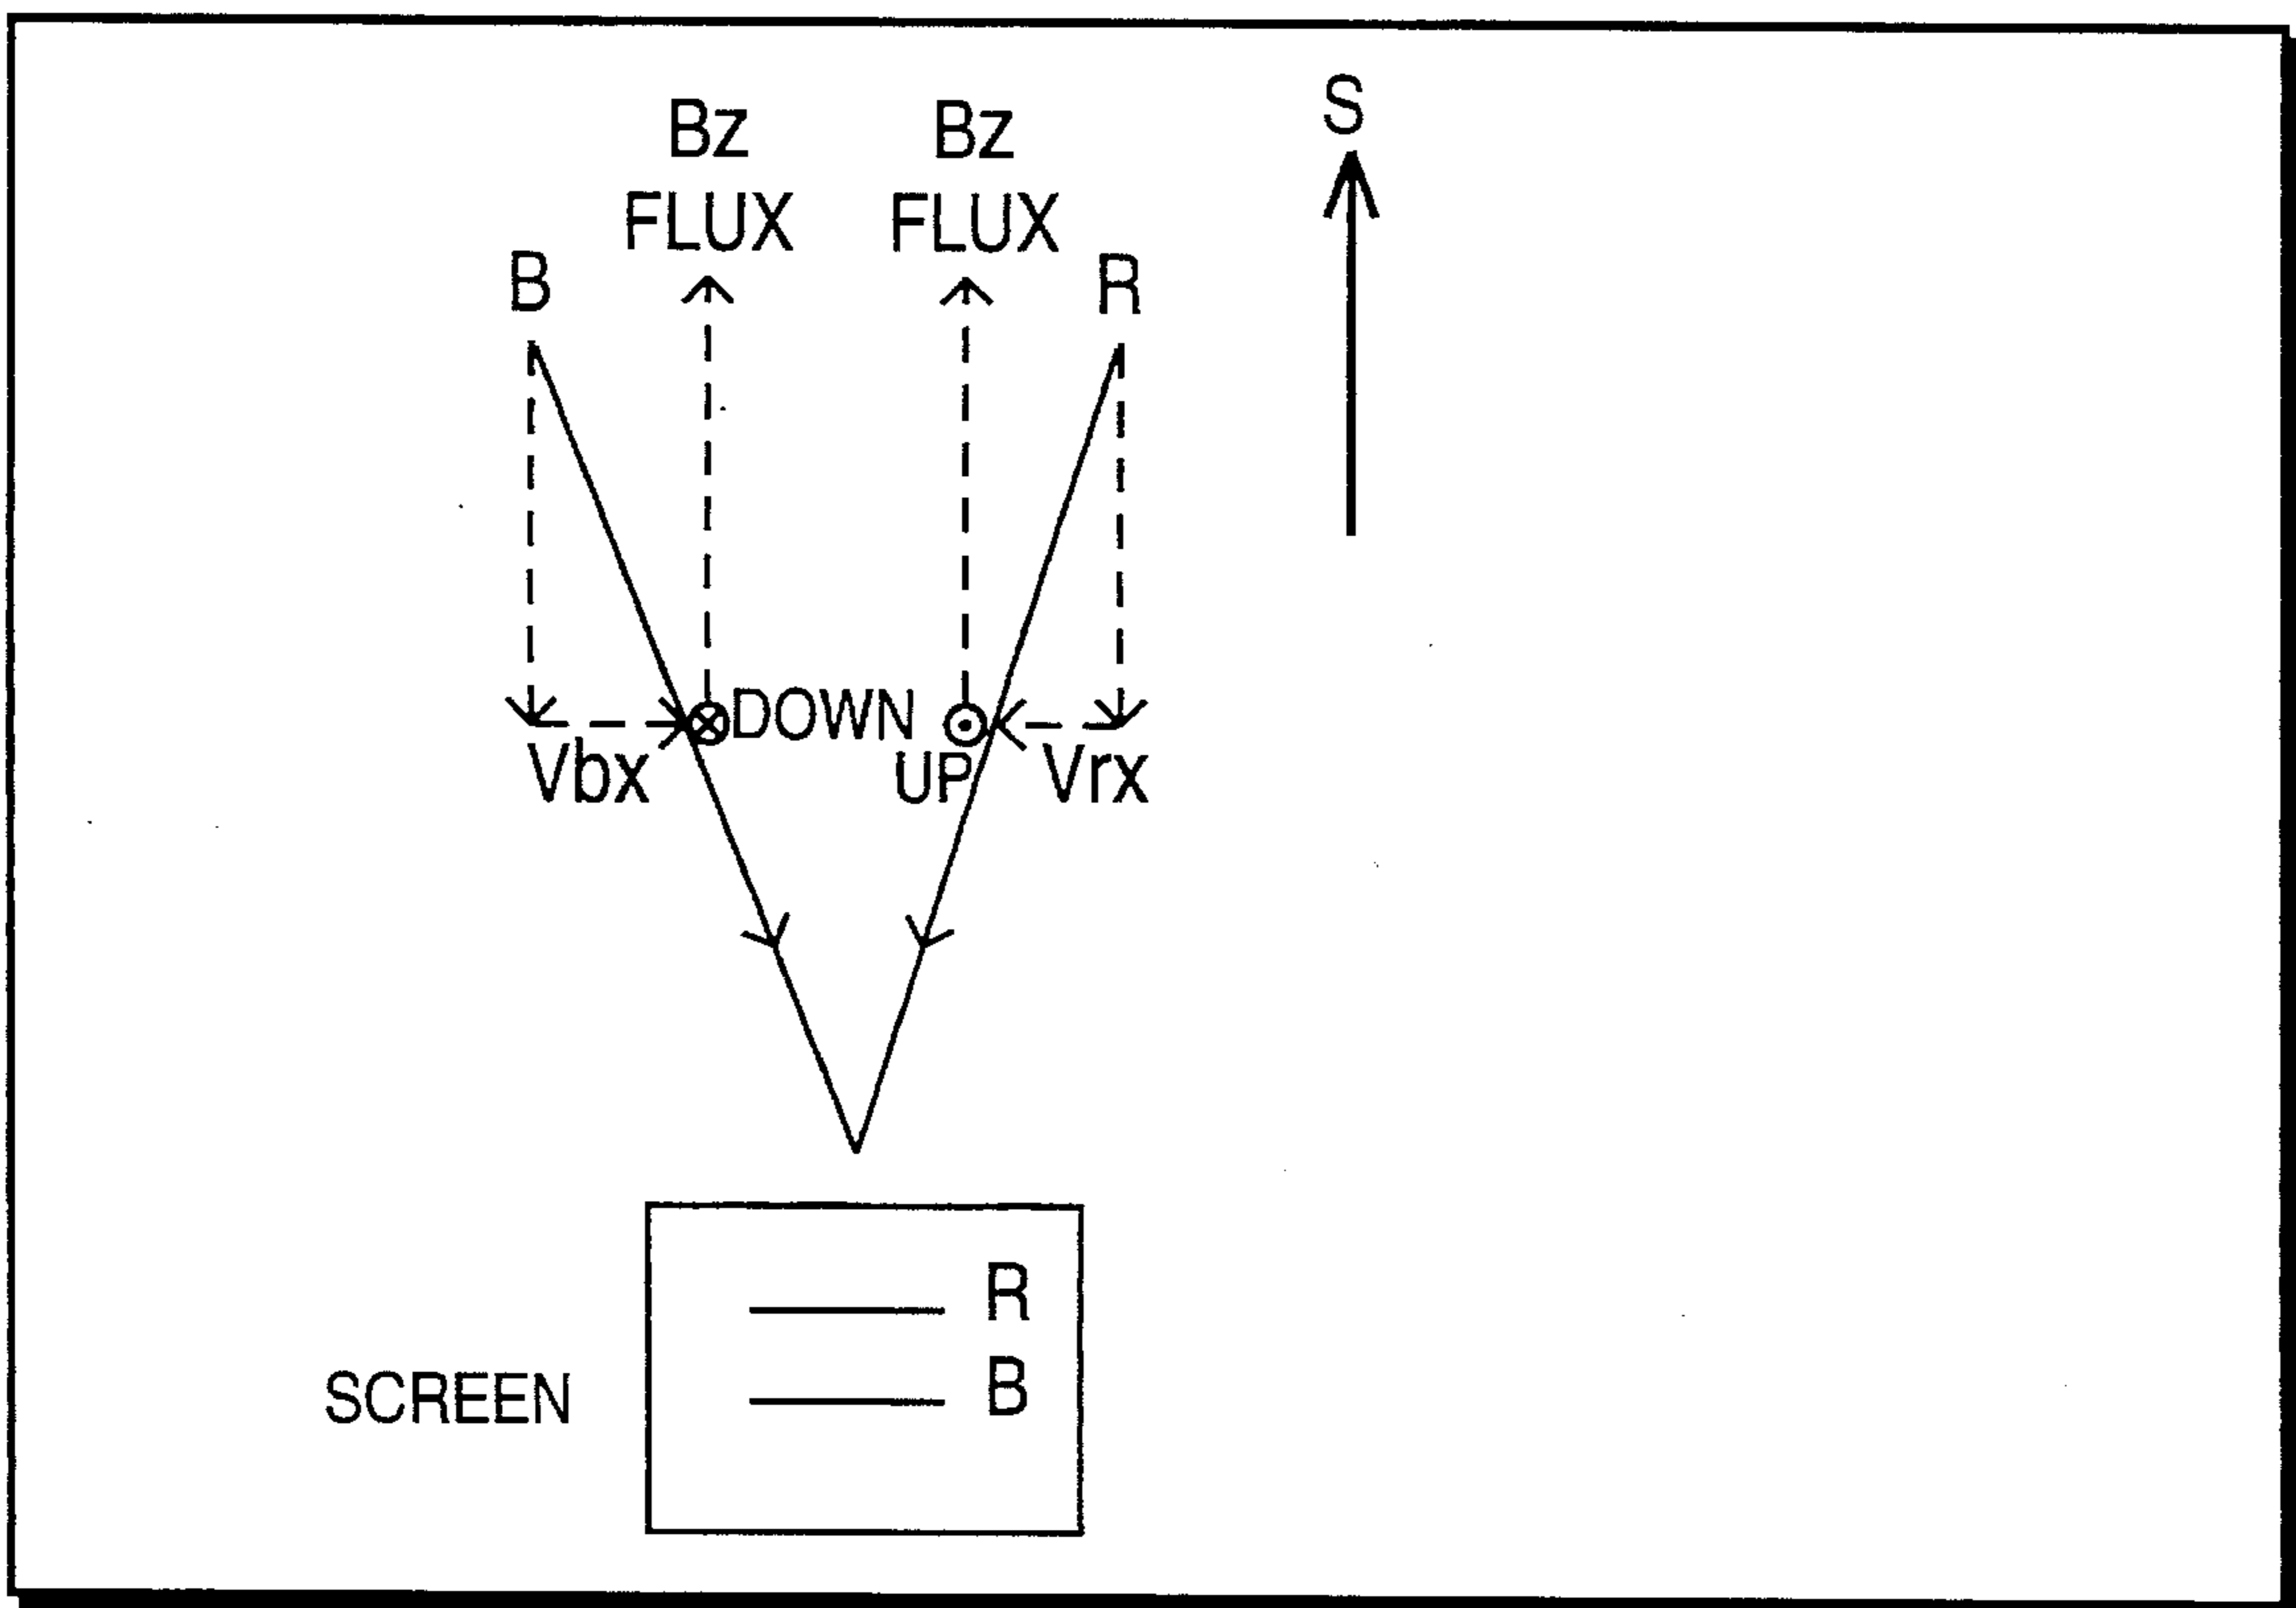 Bz Bz S
FLUX FLUX
B R
DOWN
Vbx UP Vrx
R
B
SCREEN